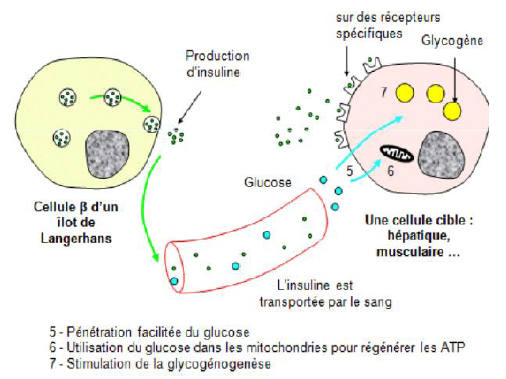 sur des récepteurs
spécifiques
Glycogène
Production
d'insuline
7
5
6
Glucose
Cellule β d'un
îlot de
Langerhans
Une cellule cible :
hépatique,
musculaire ...
L'insuline est
transportée par le sang
5 - Pénétration facilitée du glucose
6 - Utilisation du glucose dans les mitochondries pour régénérer les ATP
7 - Stimulation de la glycogénogenèse